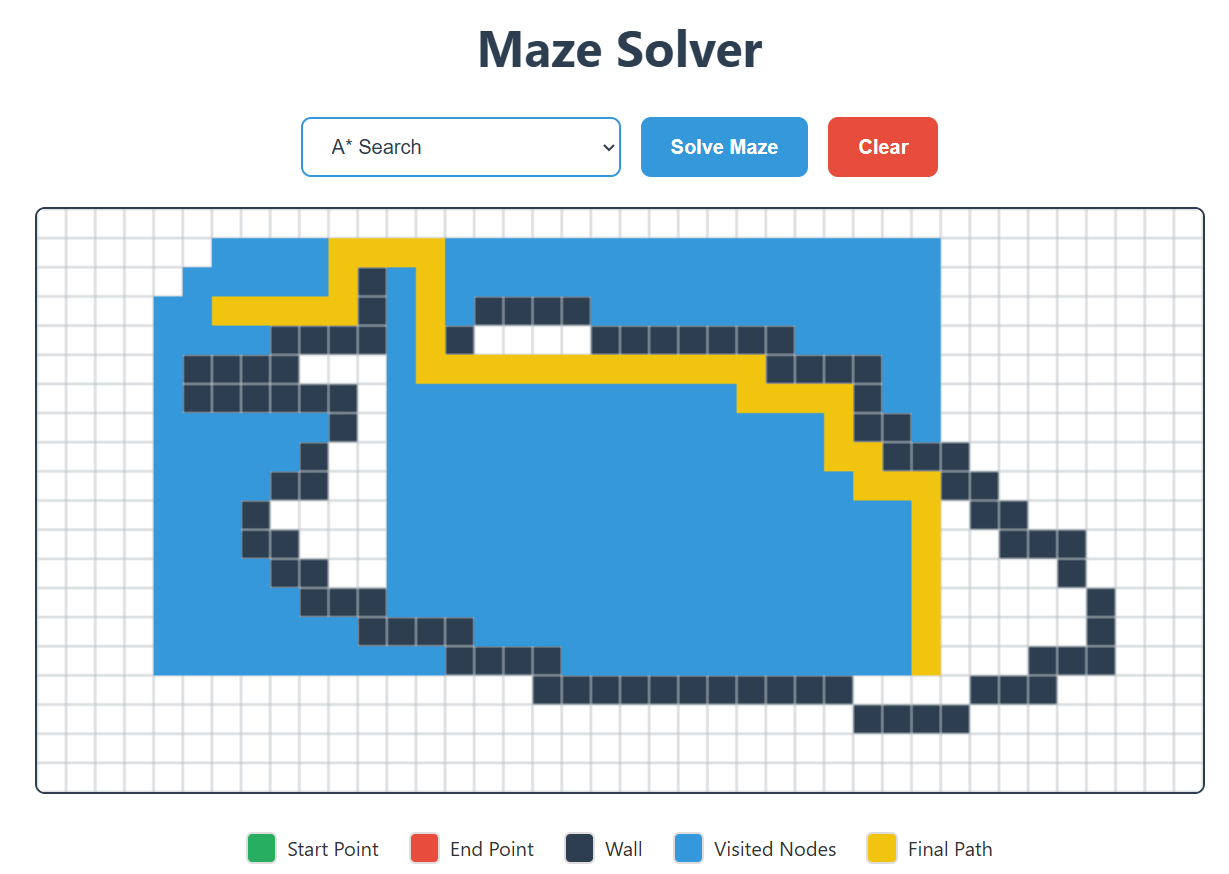 Maze Solver
A* Search
Solve Maze
Clear
Start Point
End Point
Wall
Visited Nodes
Final Path